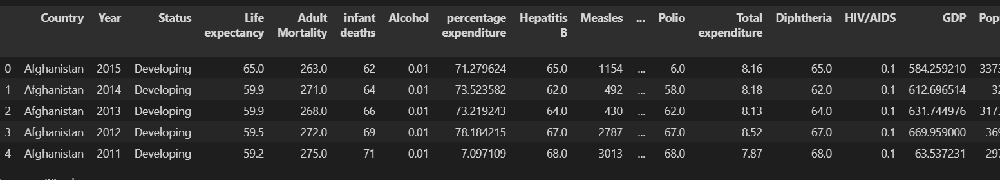 Country Year Status Life expectancy Adult Mortality infant deaths Alcohol percentage expenditure Hepatitis B Measles ... Polio Total expenditure Diphtheria HIV/AIDS GDP
0 Afghanistan 2015 Developing 65.0 263.0 62 0.01 71.279624 65.0 1154 ... 6.0 8.16 65.0 0.1 584.259210 3373
1 Afghanistan 2014 Developing 59.9 271.0 64 0.01 73.523582 62.0 492 ... 58.0 8.18 62.0 0.1 612.696514 32
2 Afghanistan 2013 Developing 59.9 268.0 66 0.01 73.219243 64.0 430 ... 62.0 8.13 64.0 0.1 631.744976 3173
3 Afghanistan 2012 Developing 59.5 272.0 69 0.01 78.184215 67.0 2787 ... 67.0 8.52 67.0 0.1 669.959000 369
4 Afghanistan 2011 Developing 59.2 275.0 71 0.01 7.097109 68.0 3013 ... 68.0 7.87 68.0 0.1 63.537231 297